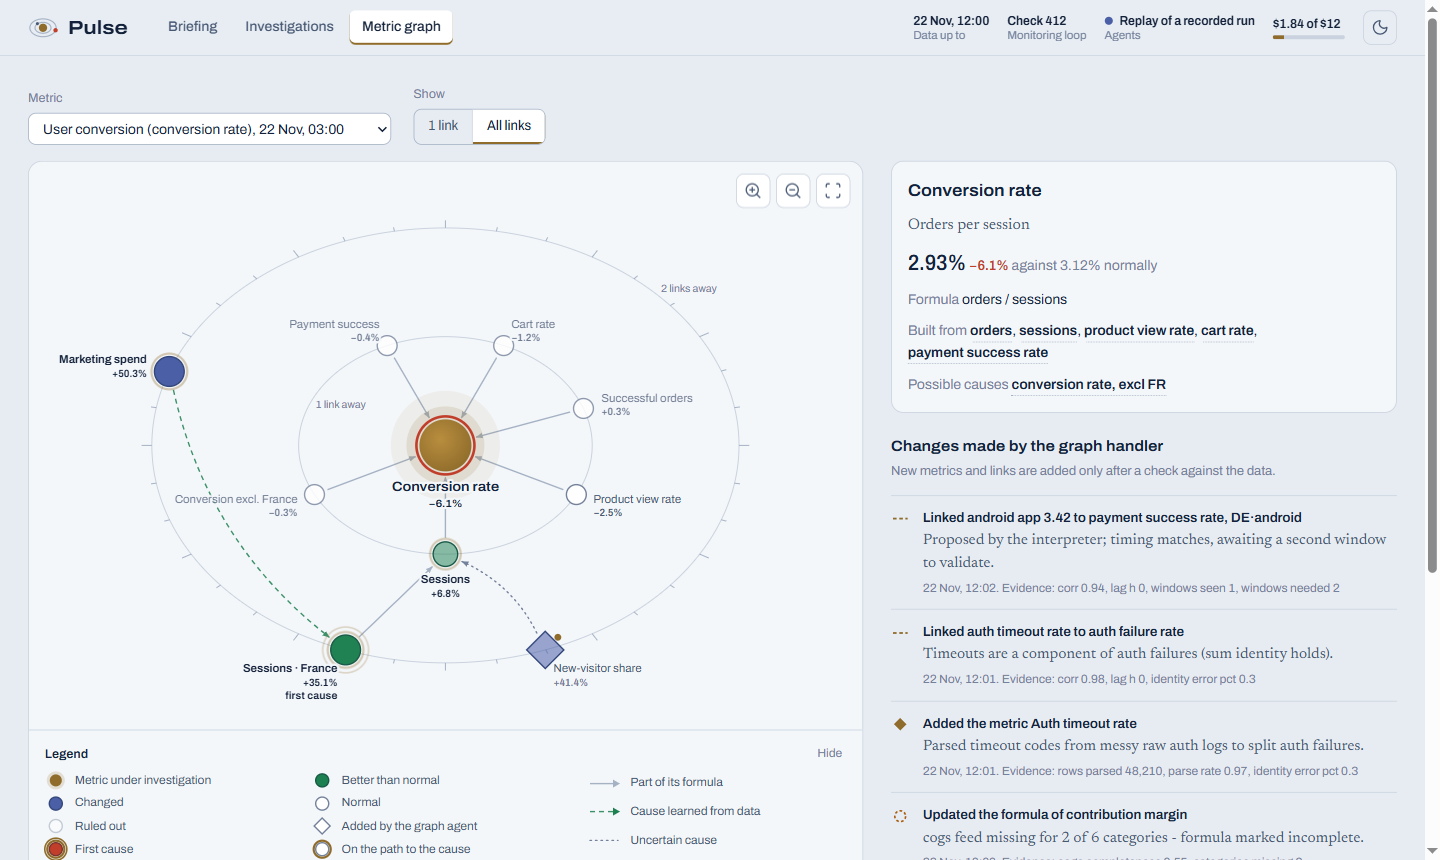 Pulse
Briefing
Investigations
Metric graph
22 Nov, 12:00
Data up to
Check 412
Monitoring loop
Replay of a recorded run
Agents
$1.84 of $12
Metric
User conversion (conversion rate), 22 Nov, 03:00
Show
1 link
All links
2 links away
Payment success
−0.4%
Cart rate
−1.2%
Marketing spend
+50.3%
1 link away
Successful orders
+0.3%
Conversion rate
−6.1%
Conversion excl. France
−0.3%
Product view rate
−2.5%
Sessions
+6.8%
Sessions · France
+35.1%
first cause
New-visitor share
+41.4%
Legend
Hide
Metric under investigation
Changed
Ruled out
First cause
Better than normal
Normal
Added by the graph agent
On the path to the cause
Part of its formula
Cause learned from data
Uncertain cause
Conversion rate
Orders per session
2.93% −6.1% against 3.12% normally
Formula orders / sessions
Built from orders, sessions, product view rate, cart rate,
payment success rate
Possible causes conversion rate, excl FR
Changes made by the graph handler
New metrics and links are added only after a check against the data.
Linked android app 3.42 to payment success rate, DE·android
Proposed by the interpreter; timing matches, awaiting a second window
to validate.
22 Nov, 12:02. Evidence: corr 0.94, lag h 0, windows seen 1, windows needed 2
Linked auth timeout rate to auth failure rate
Timeouts are a component of auth failures (sum identity holds).
22 Nov, 12:01. Evidence: corr 0.98, lag h 0, identity error pct 0.3
Added the metric Auth timeout rate
Parsed timeout codes from messy raw auth logs to split auth failures.
22 Nov, 12:01. Evidence: rows parsed 48,210, parse rate 0.97, identity error pct 0.3
Updated the formula of contribution margin
cogs feed missing for 2 of 6 categories - formula marked incomplete.